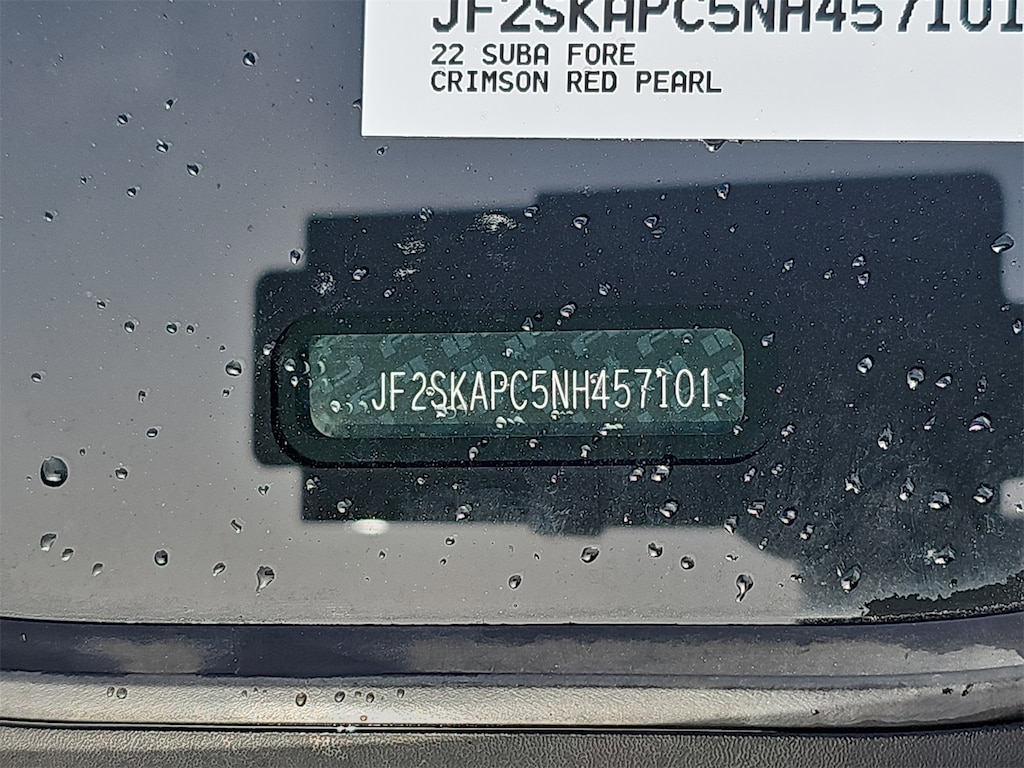 JF2SKAPC5NH457101
22 SUBA FORE
CRIMSON RED PEARL
JF2SKAPC5NH457101